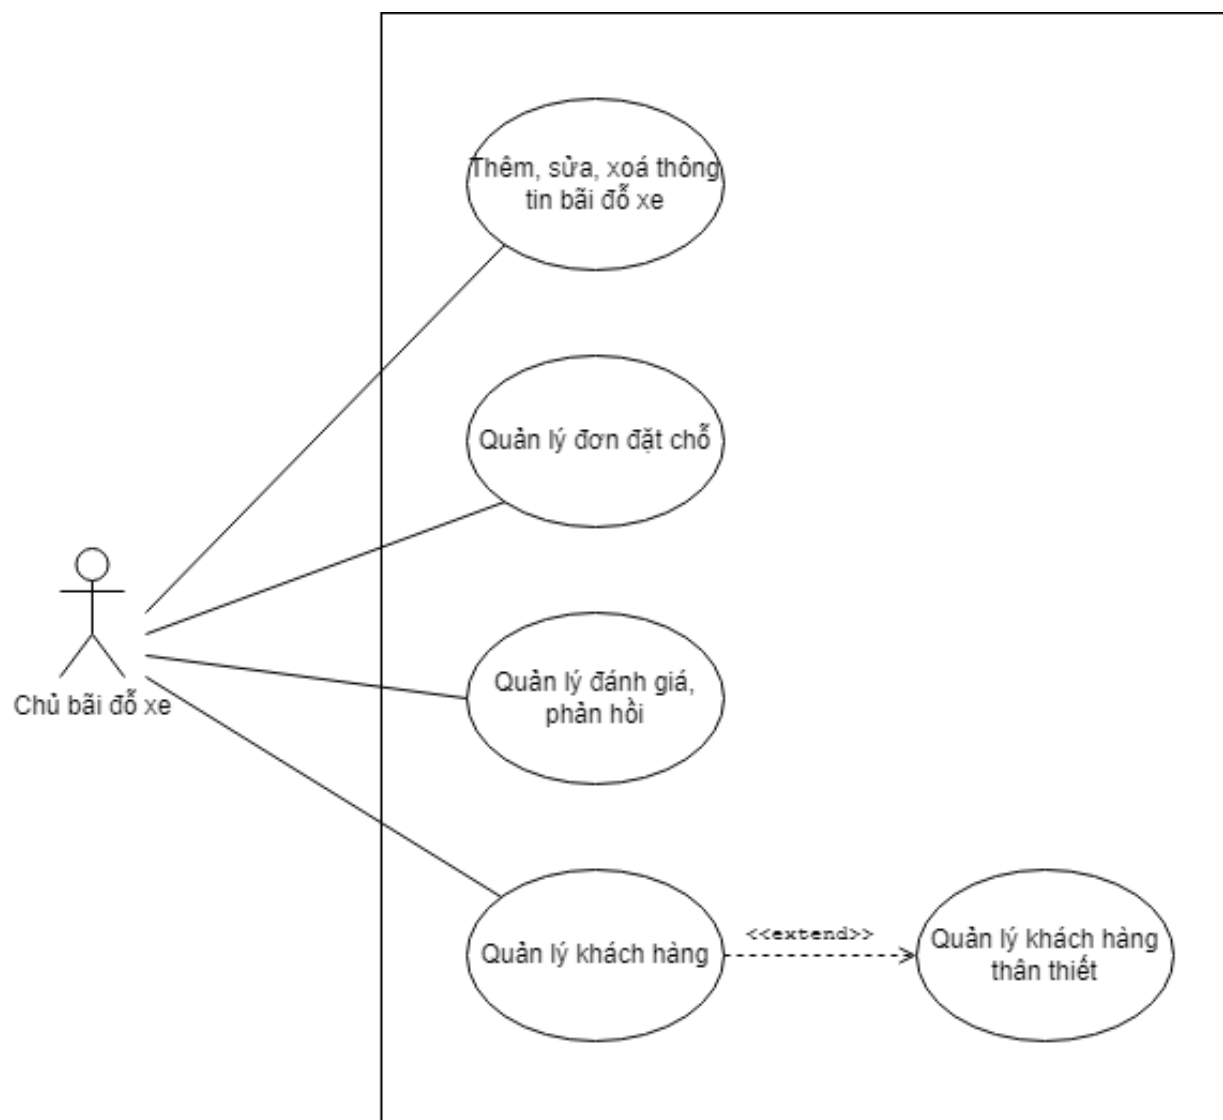 Thêm, sửa, xoá thông
tin bãi đỗ xe
Quản lý đơn đặt chỗ
Chủ bãi đỗ xe
Quản lý đánh giá,
phản hồi
Quản lý khách hàng
<<extend>>
Quản lý khách hàng
thân thiết